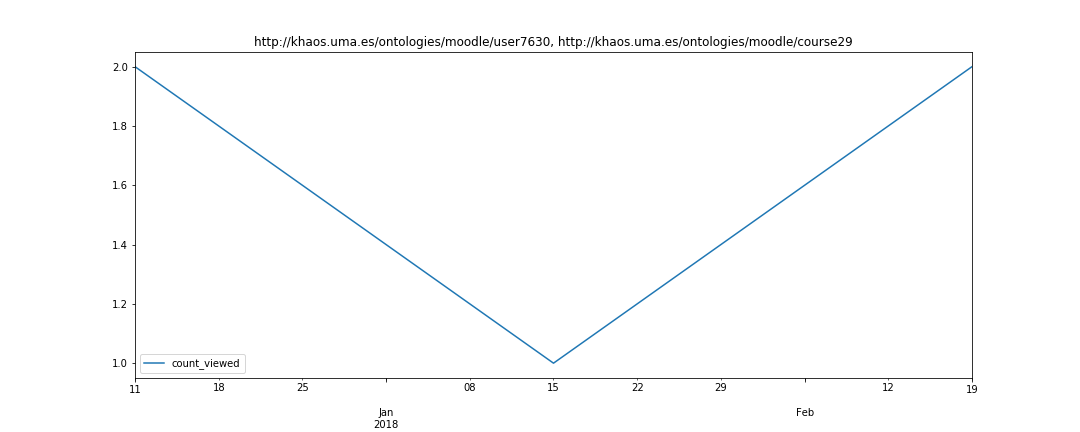 http://khaos.uma.es/ontologies/moodle/user7630, http://khaos.uma.es/ontologies/moodle/course29
2.0
1.8
1.6
1.4
1.2
1.0
count_viewed
11 18 25 08 15 22 29 12 19
Jan Feb
2018